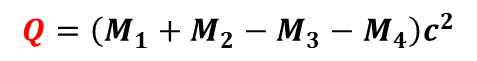 Q = (M₁ + M₂ − M₃ − M₄)c²